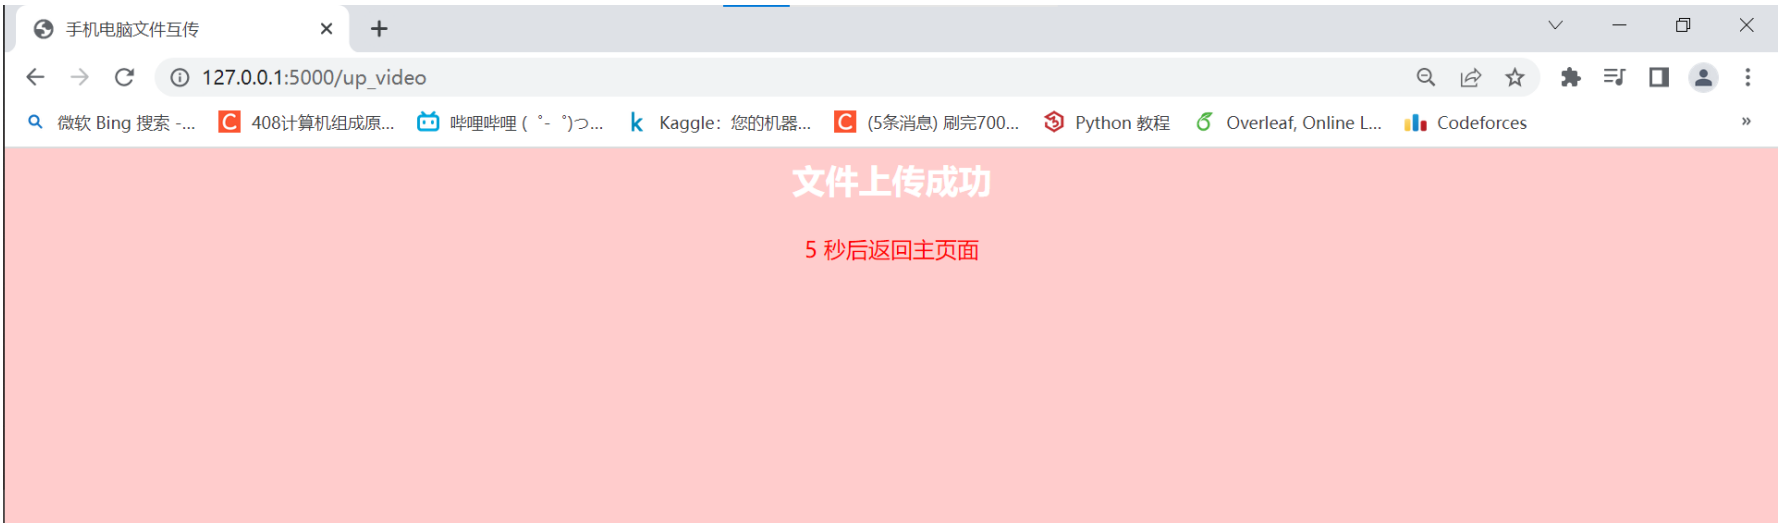 手机电脑文件互传
127.0.0.1:5000/up_video
微软 Bing 搜索 -... 408计算机组成原... 哔哩哔哩 ( ゜- ゜)つ... Kaggle：您的机器... (5条消息) 刷完700... Python 教程 Overleaf, Online L... Codeforces »
文件上传成功
5 秒后返回主页面